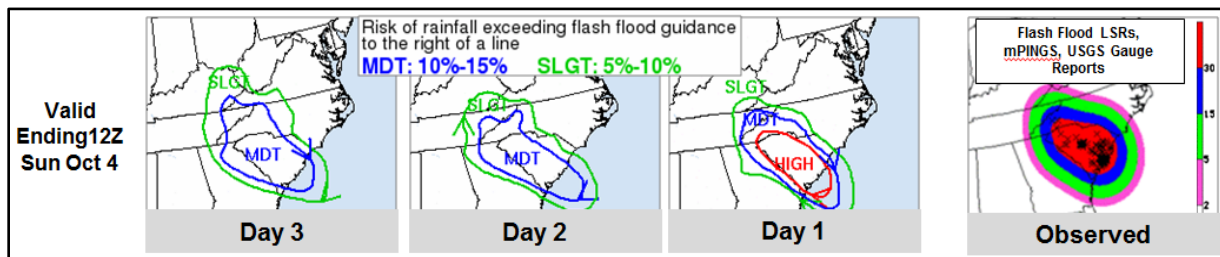 Valid
Ending12Z
Sun Oct 4
Risk of rainfall exceeding flash flood guidance
to the right of a line
MDT: 10%-15% SLGT: 5%-10%
SLGT
MDT
Day 3
SLGT
MDT
Day 2
SLGT
MDT
HIGH
Day 1
Flash Flood LSRs,
mPINGS, USGS Gauge
Reports
30
15
5
2
Observed